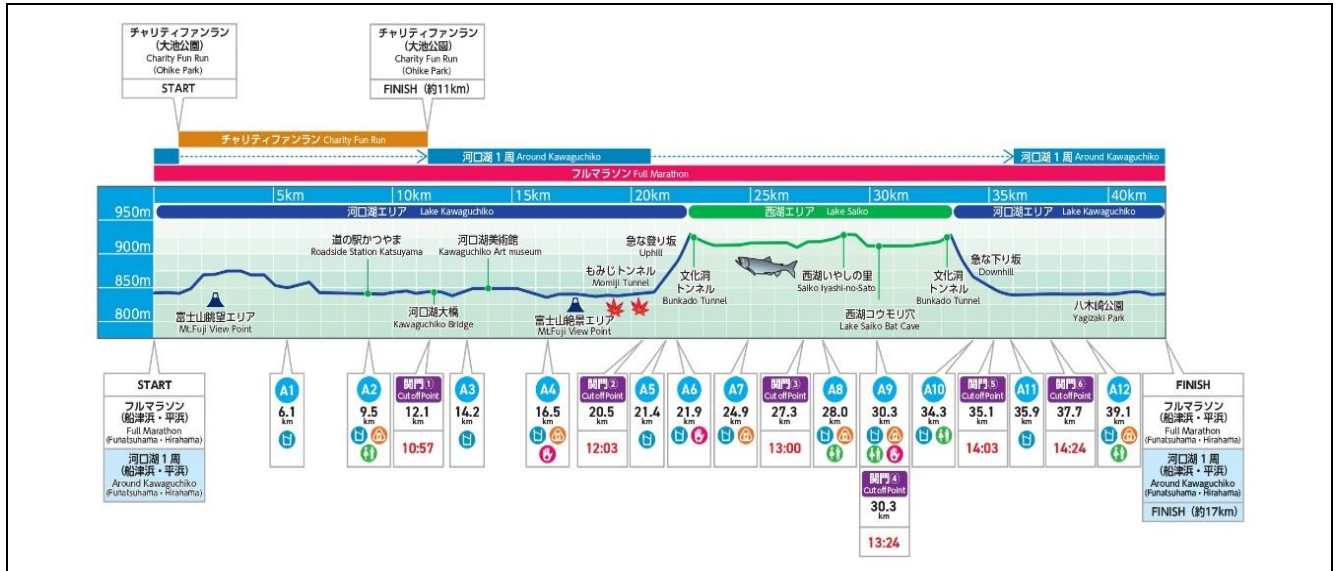 チャリティファンラン
(大池公園)
Charity Fun Run
(Ohike Park)
START
チャリティファンラン
(大池公園)
Charity Fun Run
(Ohike Park)
FINISH (約11km)
チャリティファンラン Charity Fun Run
河口湖 1 周 Around Kawaguchiko
河口湖 1 周 Around Kawaguchiko
フルマラソン Full Marathon
5km
10km
15km
20km
25km
30km
35km
40km
950m
900m
850m
800m
河口湖エリア Lake Kawaguchiko
西湖エリア Lake Saiko
河口湖エリア Lake Kawaguchiko
富士山眺望エリア
Mt.Fuji View Point
道の駅かつやま
Roadside Station Katsuyama
河口湖大橋
Kawaguchiko Bridge
河口湖美術館
Kawaguchiko Art museum
富士山絶景エリア
Mt.Fuji View Point
もみじトンネル
Momiji Tunnel
急な登り坂
Uphill
文化洞
トンネル
Bunkado Tunnel
西湖いやしの里
Saiko Iyashi-no-Sato
西湖コウモリ穴
Lake Saiko Bat Cave
文化洞
トンネル
Bunkado Tunnel
急な下り坂
Downhill
八木崎公園
Yagizaki Park
START
フルマラソン
(船津浜・平浜)
Full Marathon
(Funatsuhama・Hirahama)
河口湖 1 周
(船津浜・平浜)
Around Kawaguchiko
(Funatsuhama・Hirahama)
A1
6.1
km
A2
9.5
km
関門①
Cut off Point
12.1
km
10:57
A3
14.2
km
A4
16.5
km
関門②
Cut off Point
20.5
km
12:03
A5
21.4
km
A6
21.9
km
A7
24.9
km
関門③
Cut off Point
27.3
km
13:00
A8
28.0
km
A9
30.3
km
関門④
Cut off Point
30.3
km
13:24
A10
34.3
km
関門⑤
Cut off Point
35.1
km
14:03
A11
35.9
km
関門⑥
Cut off Point
37.7
km
14:24
A12
39.1
km
FINISH
フルマラソン
(船津浜・平浜)
Full Marathon
(Funatsuhama・Hirahama)
河口湖 1 周
(船津浜・平浜)
Around Kawaguchiko
(Funatsuhama・Hirahama)
FINISH (約17km)